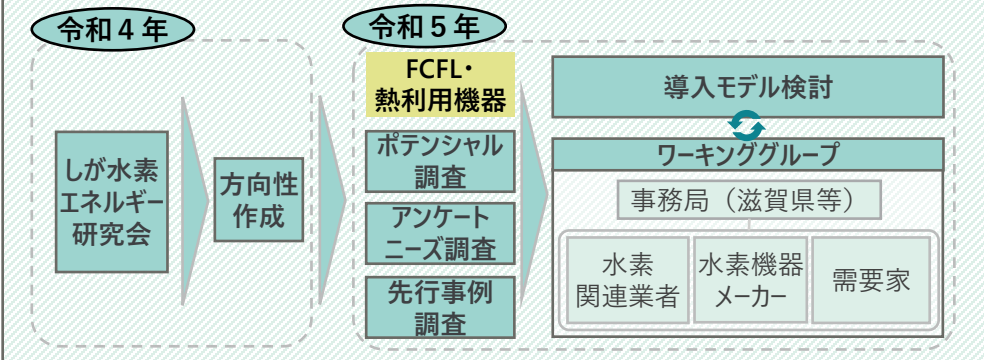 令和４年
令和５年
しが水素
エネルギー
研究会
方向性
作成
FCFL・
熱利用機器
ポテンシャル
調査
アンケート
ニーズ調査
先行事例
調査
導入モデル検討
ワーキンググループ
事務局（滋賀県等）
水素
関連業者
水素機器
メーカー
需要家